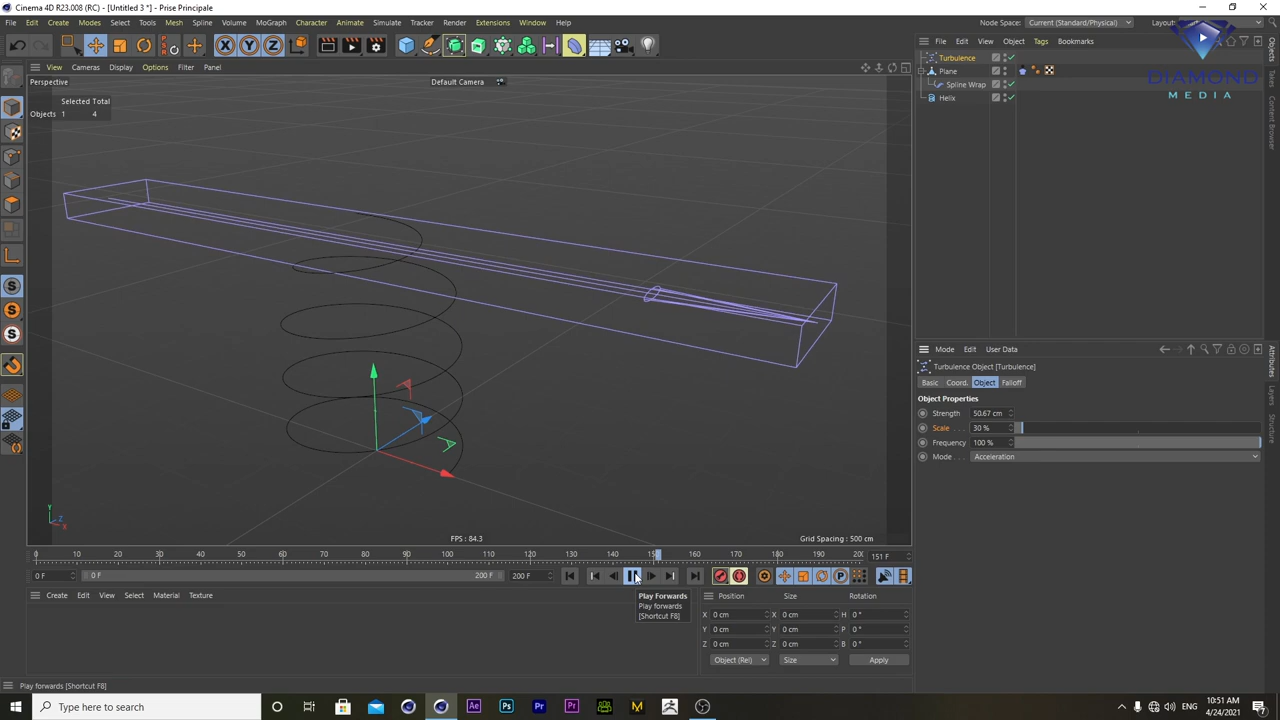 Cinema 4D R23.008 (RC) - [Untitled 3 *] - Prise Principale
File Edit Create Modes Select Tools Mesh Spline Volume MoGraph Character Animate Simulate Tracker Render Extensions Window Help
Node Space: Current (Standard/Physical) Layout:
View Cameras Display Options Filter Panel
Perspective
Default Camera
Selected Total
Objects 1 4
FPS : 84.3
Grid Spacing : 500 cm
File Edit View Object Tags Bookmarks
Turbulence
Plane
Spline Wrap
Helix
DIAMOND
MEDIA
Objects
Takes
Content Browser
Mode Edit User Data
Turbulence Object [Turbulence]
Basic Coord. Object Falloff
Object Properties
Strength 50.67 cm
Scale . . . 30 %
Frequency 100 %
Mode . . . Acceleration
Attributes
Layers
Structure
0 10 20 30 40 50 60 70 80 90 100 110 120 130 140 150 160 170 180 190 200 151 F
0 F 0 F 200 F 200 F
Play Forwards
Play forwards
[Shortcut F8]
Create Edit View Select Material Texture
Position Size Rotation
X 0 cm X 0 cm H 0 °
Y 0 cm Y 0 cm P 0 °
Z 0 cm Z 0 cm B 0 °
Object (Rel) Size Apply
Play forwards [Shortcut F8]
Type here to search
10:51 AM
4/24/2021